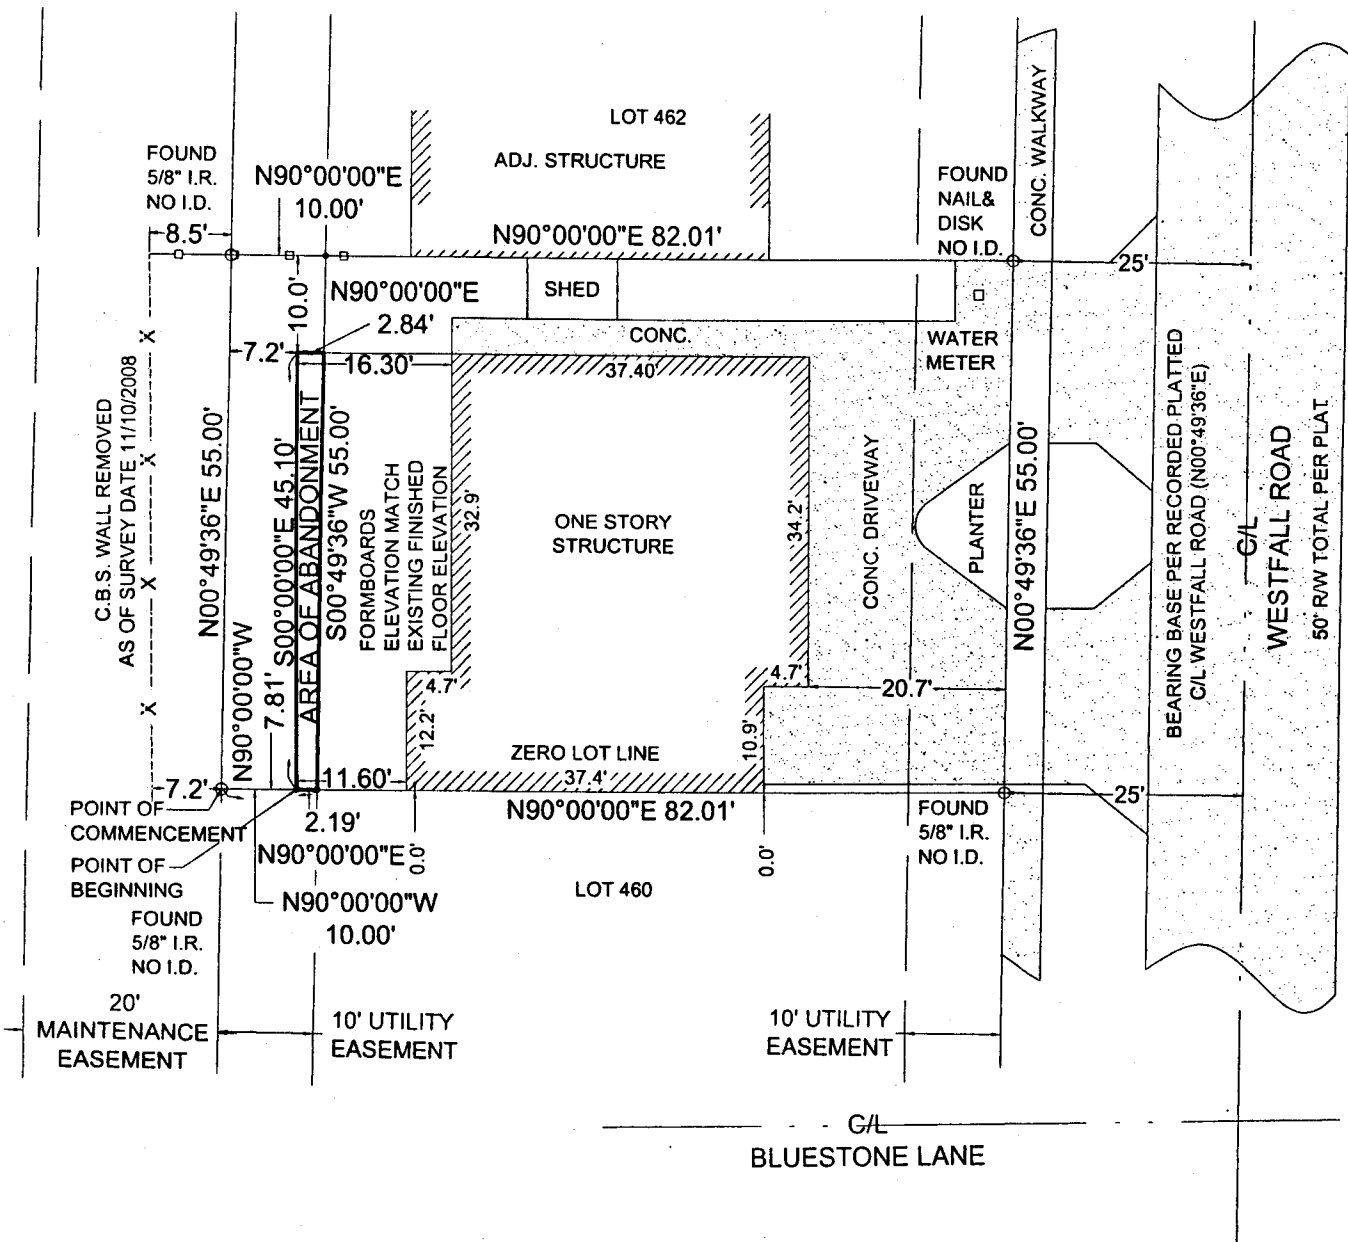 LOT 462
ADJ. STRUCTURE
FOUND
5/8" I.R.
NO I.D.
N90°00'00"E
10.00'
8.5'
N90°00'00"E 82.01'
FOUND
NAIL&
DISK
NO I.D.
CONC. WALKWAY
25'
10.0'
N90°00'00"E
2.84'
SHED
CONC.
WATER
METER
7.2'
16.30'
37.40'
C.B.S. WALL REMOVED
AS OF SURVEY DATE 11/10/2008
N00°49'36"E 55.00'
S00°00'00"E 45.10'
AREA OF ABANDONMENT
S00°49'36"W 55.00'
FORMBOARDS
ELEVATION MATCH
EXISTING FINISHED
FLOOR ELEVATION
32.9'
ONE STORY
STRUCTURE
34.2'
CONC. DRIVEWAY
PLANTER
N00°49'36"E 55.00'
BEARING BASE PER RECORDED PLATTED
C/L WESTFALL ROAD (N00°49'36"E)
C/L
WESTFALL ROAD
50' R/W TOTAL PER PLAT
N90°00'00"W
7.81'
4.7'
12.2'
4.7'
10.9'
20.7'
ZERO LOT LINE
37.4'
7.2'
11.60'
N90°00'00"E 82.01'
25'
POINT OF
COMMENCEMENT
POINT OF
BEGINNING
2.19'
N90°00'00"E
0.0'
0.0'
FOUND
5/8" I.R.
NO I.D.
N90°00'00"W
10.00'
LOT 460
FOUND
5/8" I.R.
NO I.D.
20'
MAINTENANCE
EASEMENT
10' UTILITY
EASEMENT
10' UTILITY
EASEMENT
C/L
BLUESTONE LANE